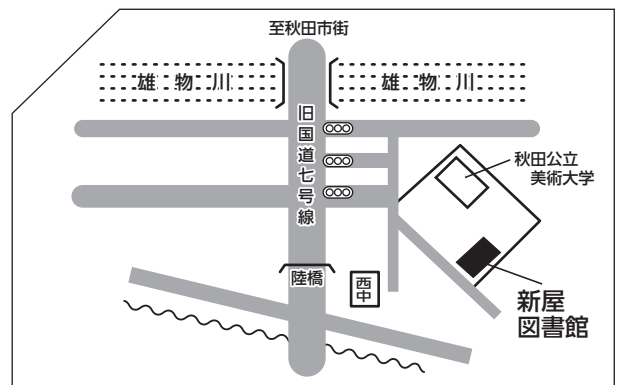 至秋田市街
雄物川
雄物川
旧国道七号線
秋田公立
美術大学
陸橋
西中
新屋
図書館